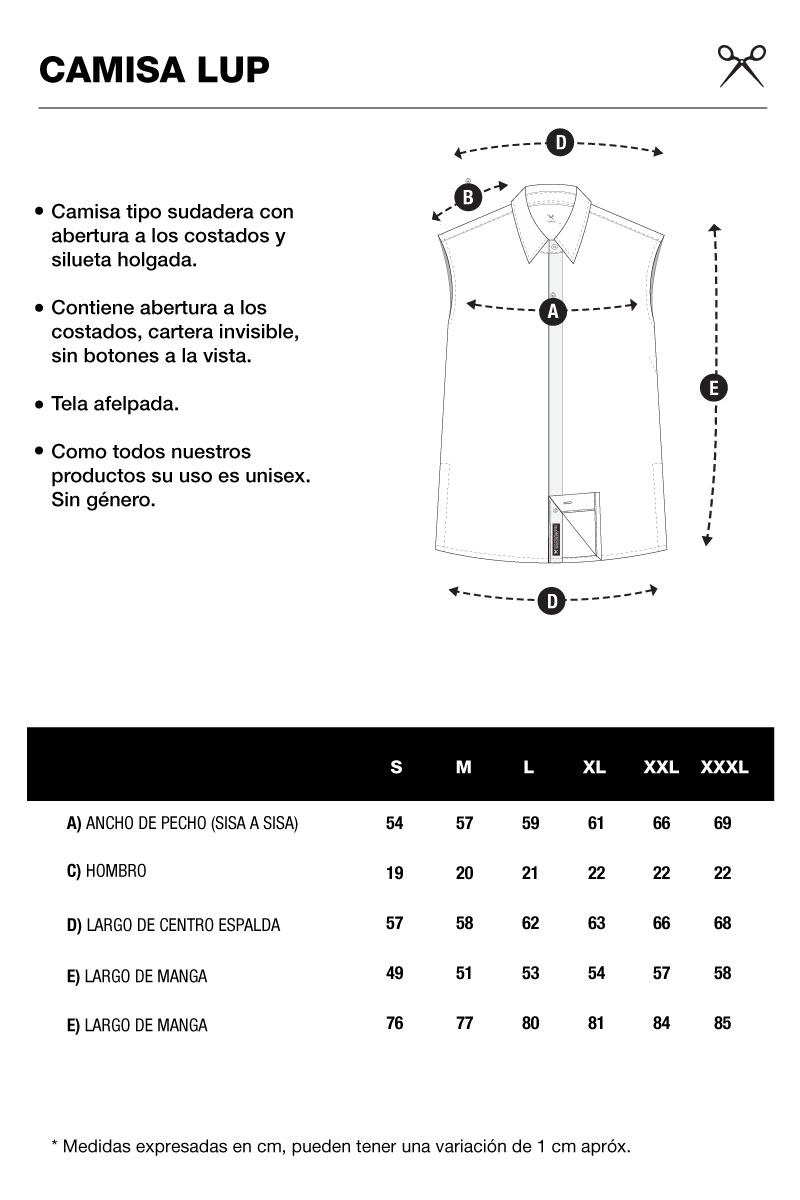 CAMISA LUP
• Camisa tipo sudadera con
abertura a los costados y
silueta holgada.
• Contiene abertura a los
costados, cartera invisible,
sin botones a la vista.
• Tela afelpada.
• Como todos nuestros
productos su uso es unisex.
Sin género.
D
B
A
E
D
S M L XL XXL XXXL
A) ANCHO DE PECHO (SISA A SISA) 54 57 59 61 66 69
C) HOMBRO 19 20 21 22 22 22
D) LARGO DE CENTRO ESPALDA 57 58 62 63 66 68
E) LARGO DE MANGA 49 51 53 54 57 58
E) LARGO DE MANGA 76 77 80 81 84 85
* Medidas expresadas en cm, pueden tener una variación de 1 cm apróx.